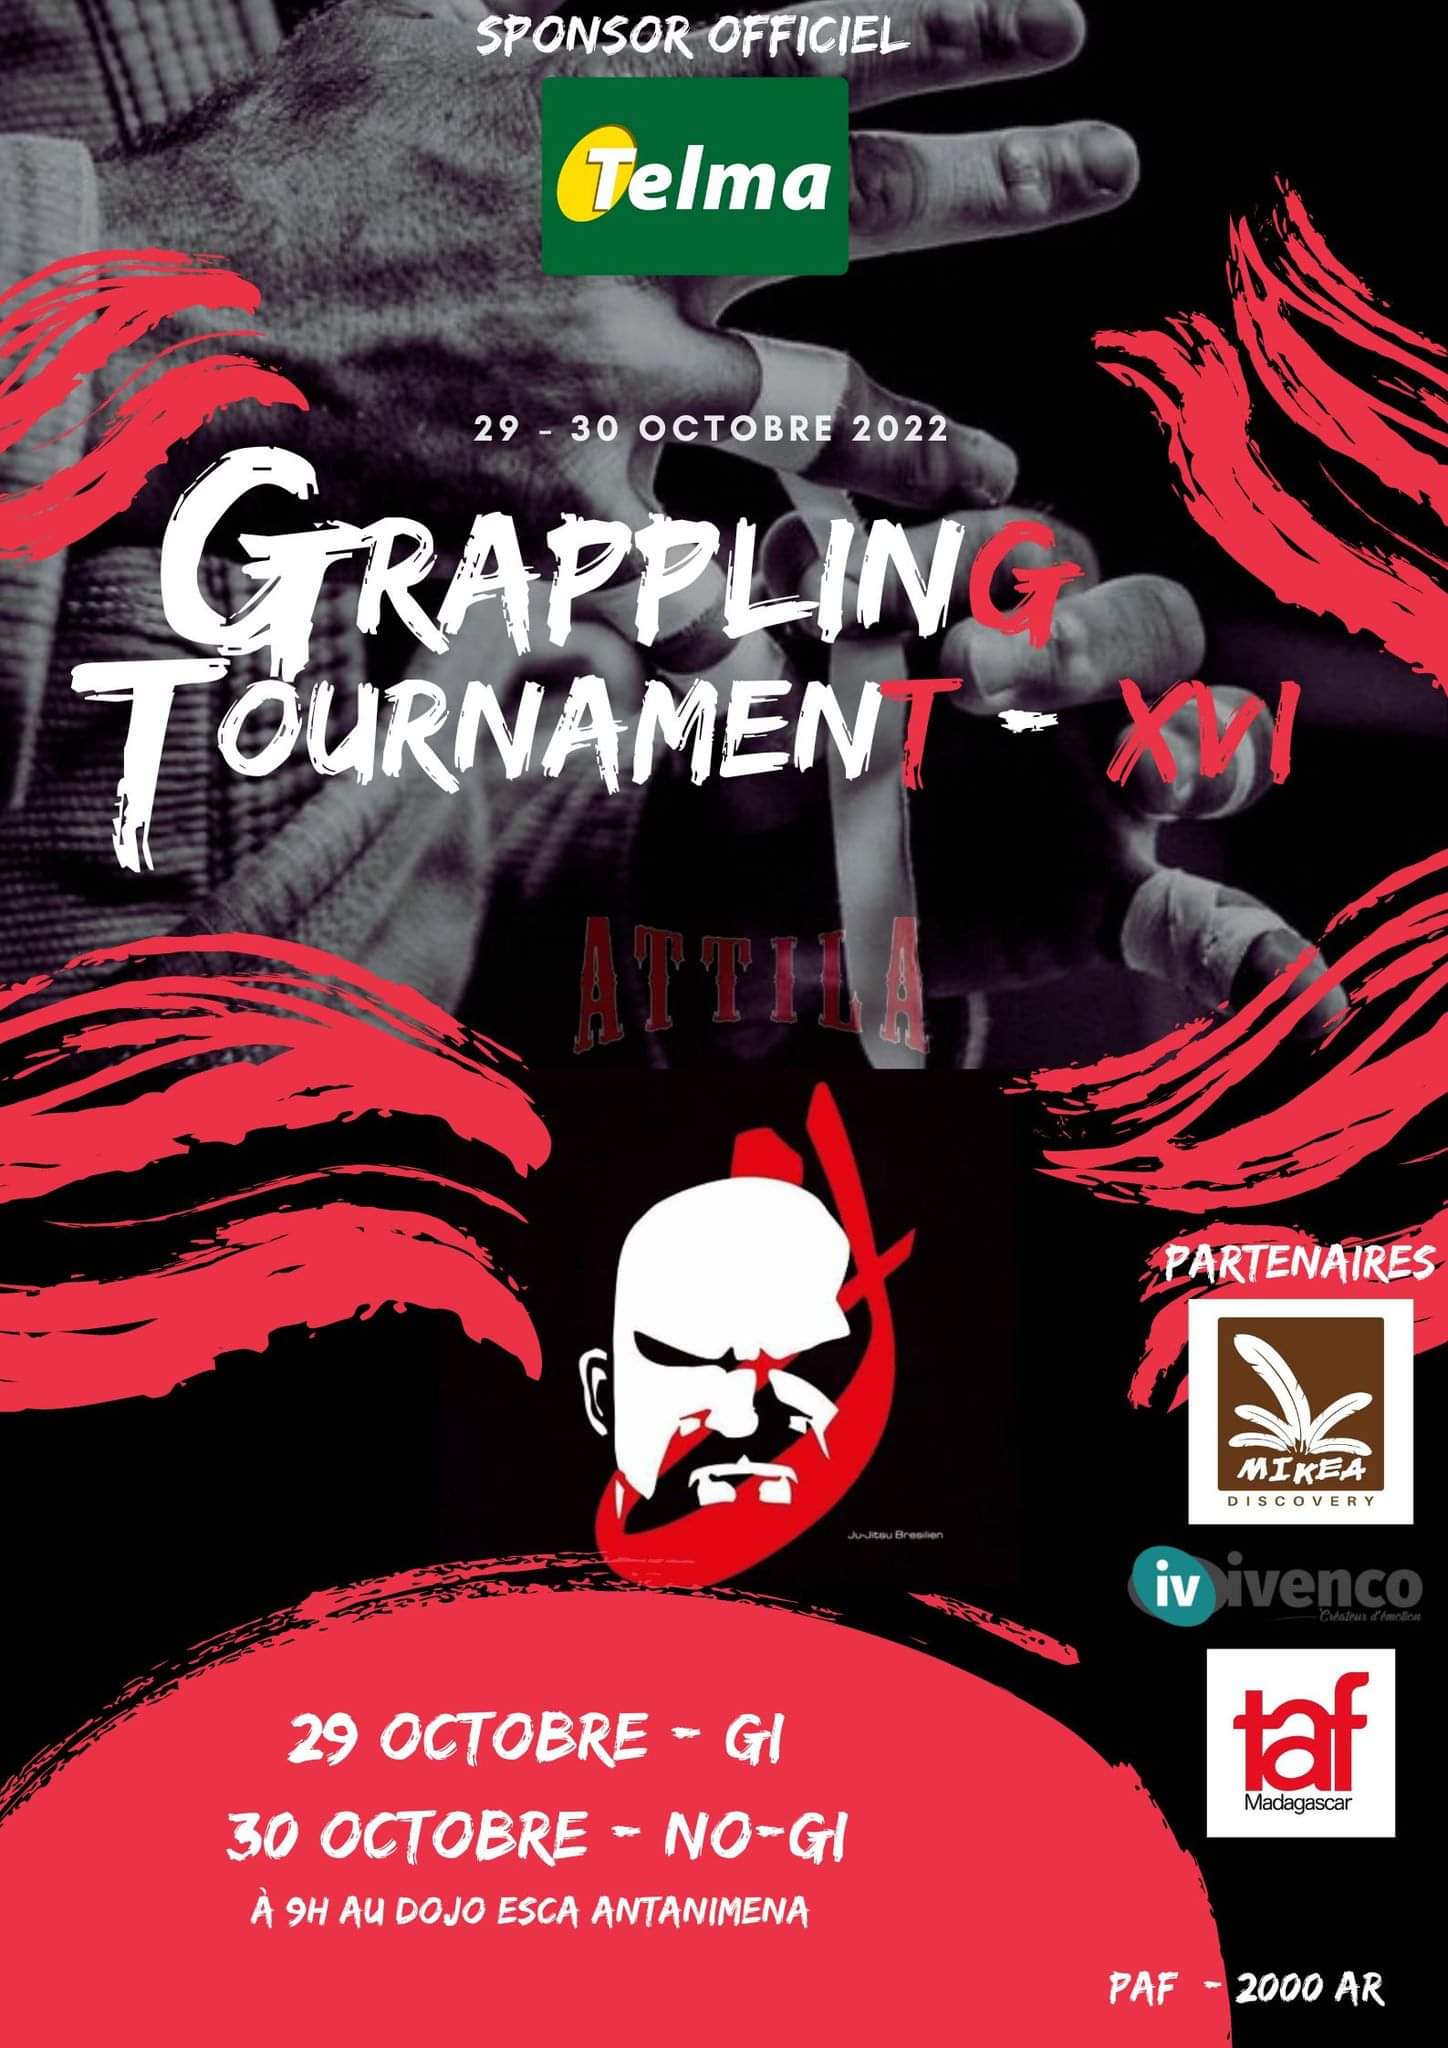 SPONSOR OFFICIEL
Telma
29 - 30 OCTOBRE 2022
GRAPPLING
TOURNAMENT - XVI
ATTILA
Ju-Jitsu Bresilien
PARTENAIRES
MIKEA
DISCOVERY
iv ivenco
Créateur d'émotion
taf
Madagascar
29 OCTOBRE - GI
30 OCTOBRE - NO-GI
À 9H AU DOJO ESCA ANTANIMENA
PAF - 2000 AR